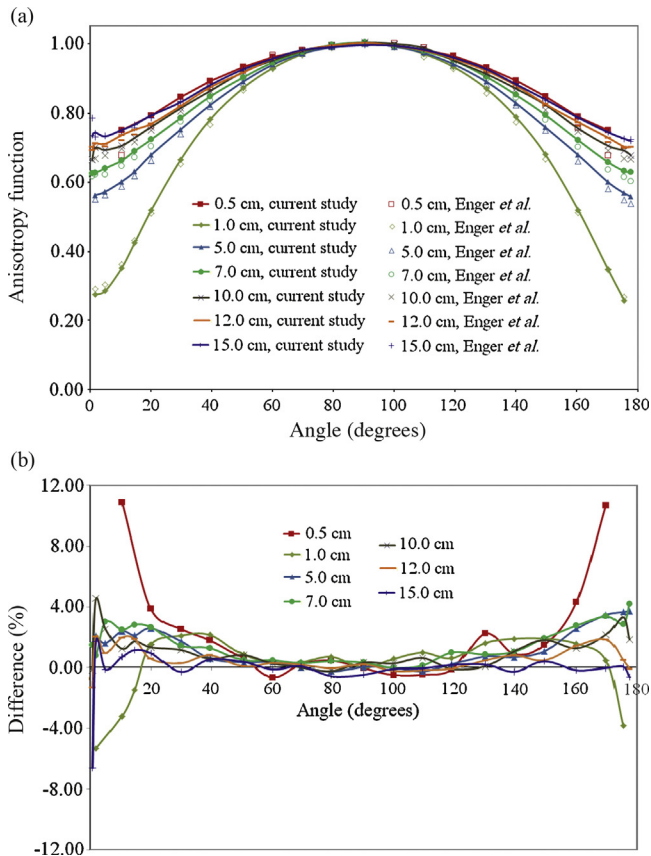 (a)
1.00
0.80
0.60
0.40
0.20
0.00
Anisotropy function
0.5 cm, current study
1.0 cm, current study
5.0 cm, current study
7.0 cm, current study
10.0 cm, current study
12.0 cm, current study
15.0 cm, current study
0.5 cm, Enger et al.
1.0 cm, Enger et al.
5.0 cm, Enger et al.
7.0 cm, Enger et al.
10.0 cm, Enger et al.
12.0 cm, Enger et al.
15.0 cm, Enger et al.
0 20 40 60 80 100 120 140 160 180
Angle (degrees)
(b)
12.00
8.00
4.00
0.00
-4.00
-8.00
-12.00
Difference (%)
0.5 cm
1.0 cm
5.0 cm
7.0 cm
10.0 cm
12.0 cm
15.0 cm
20 40 60 80 100 120 140 160 180
Angle (degrees)